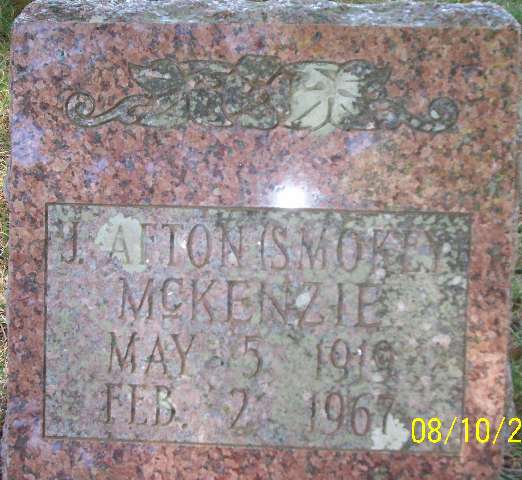 J. AFTON (SMOKEY)
MCKENZIE
MAY 5 1919
FEB. 2 1967
08/10/2